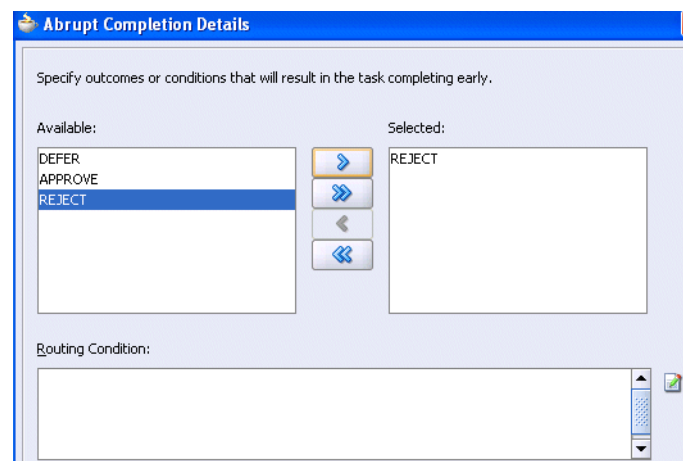 Abrupt Completion Details
Specify outcomes or conditions that will result in the task completing early.
Available:
Selected:
DEFER
APPROVE
REJECT
REJECT
Routing Condition: